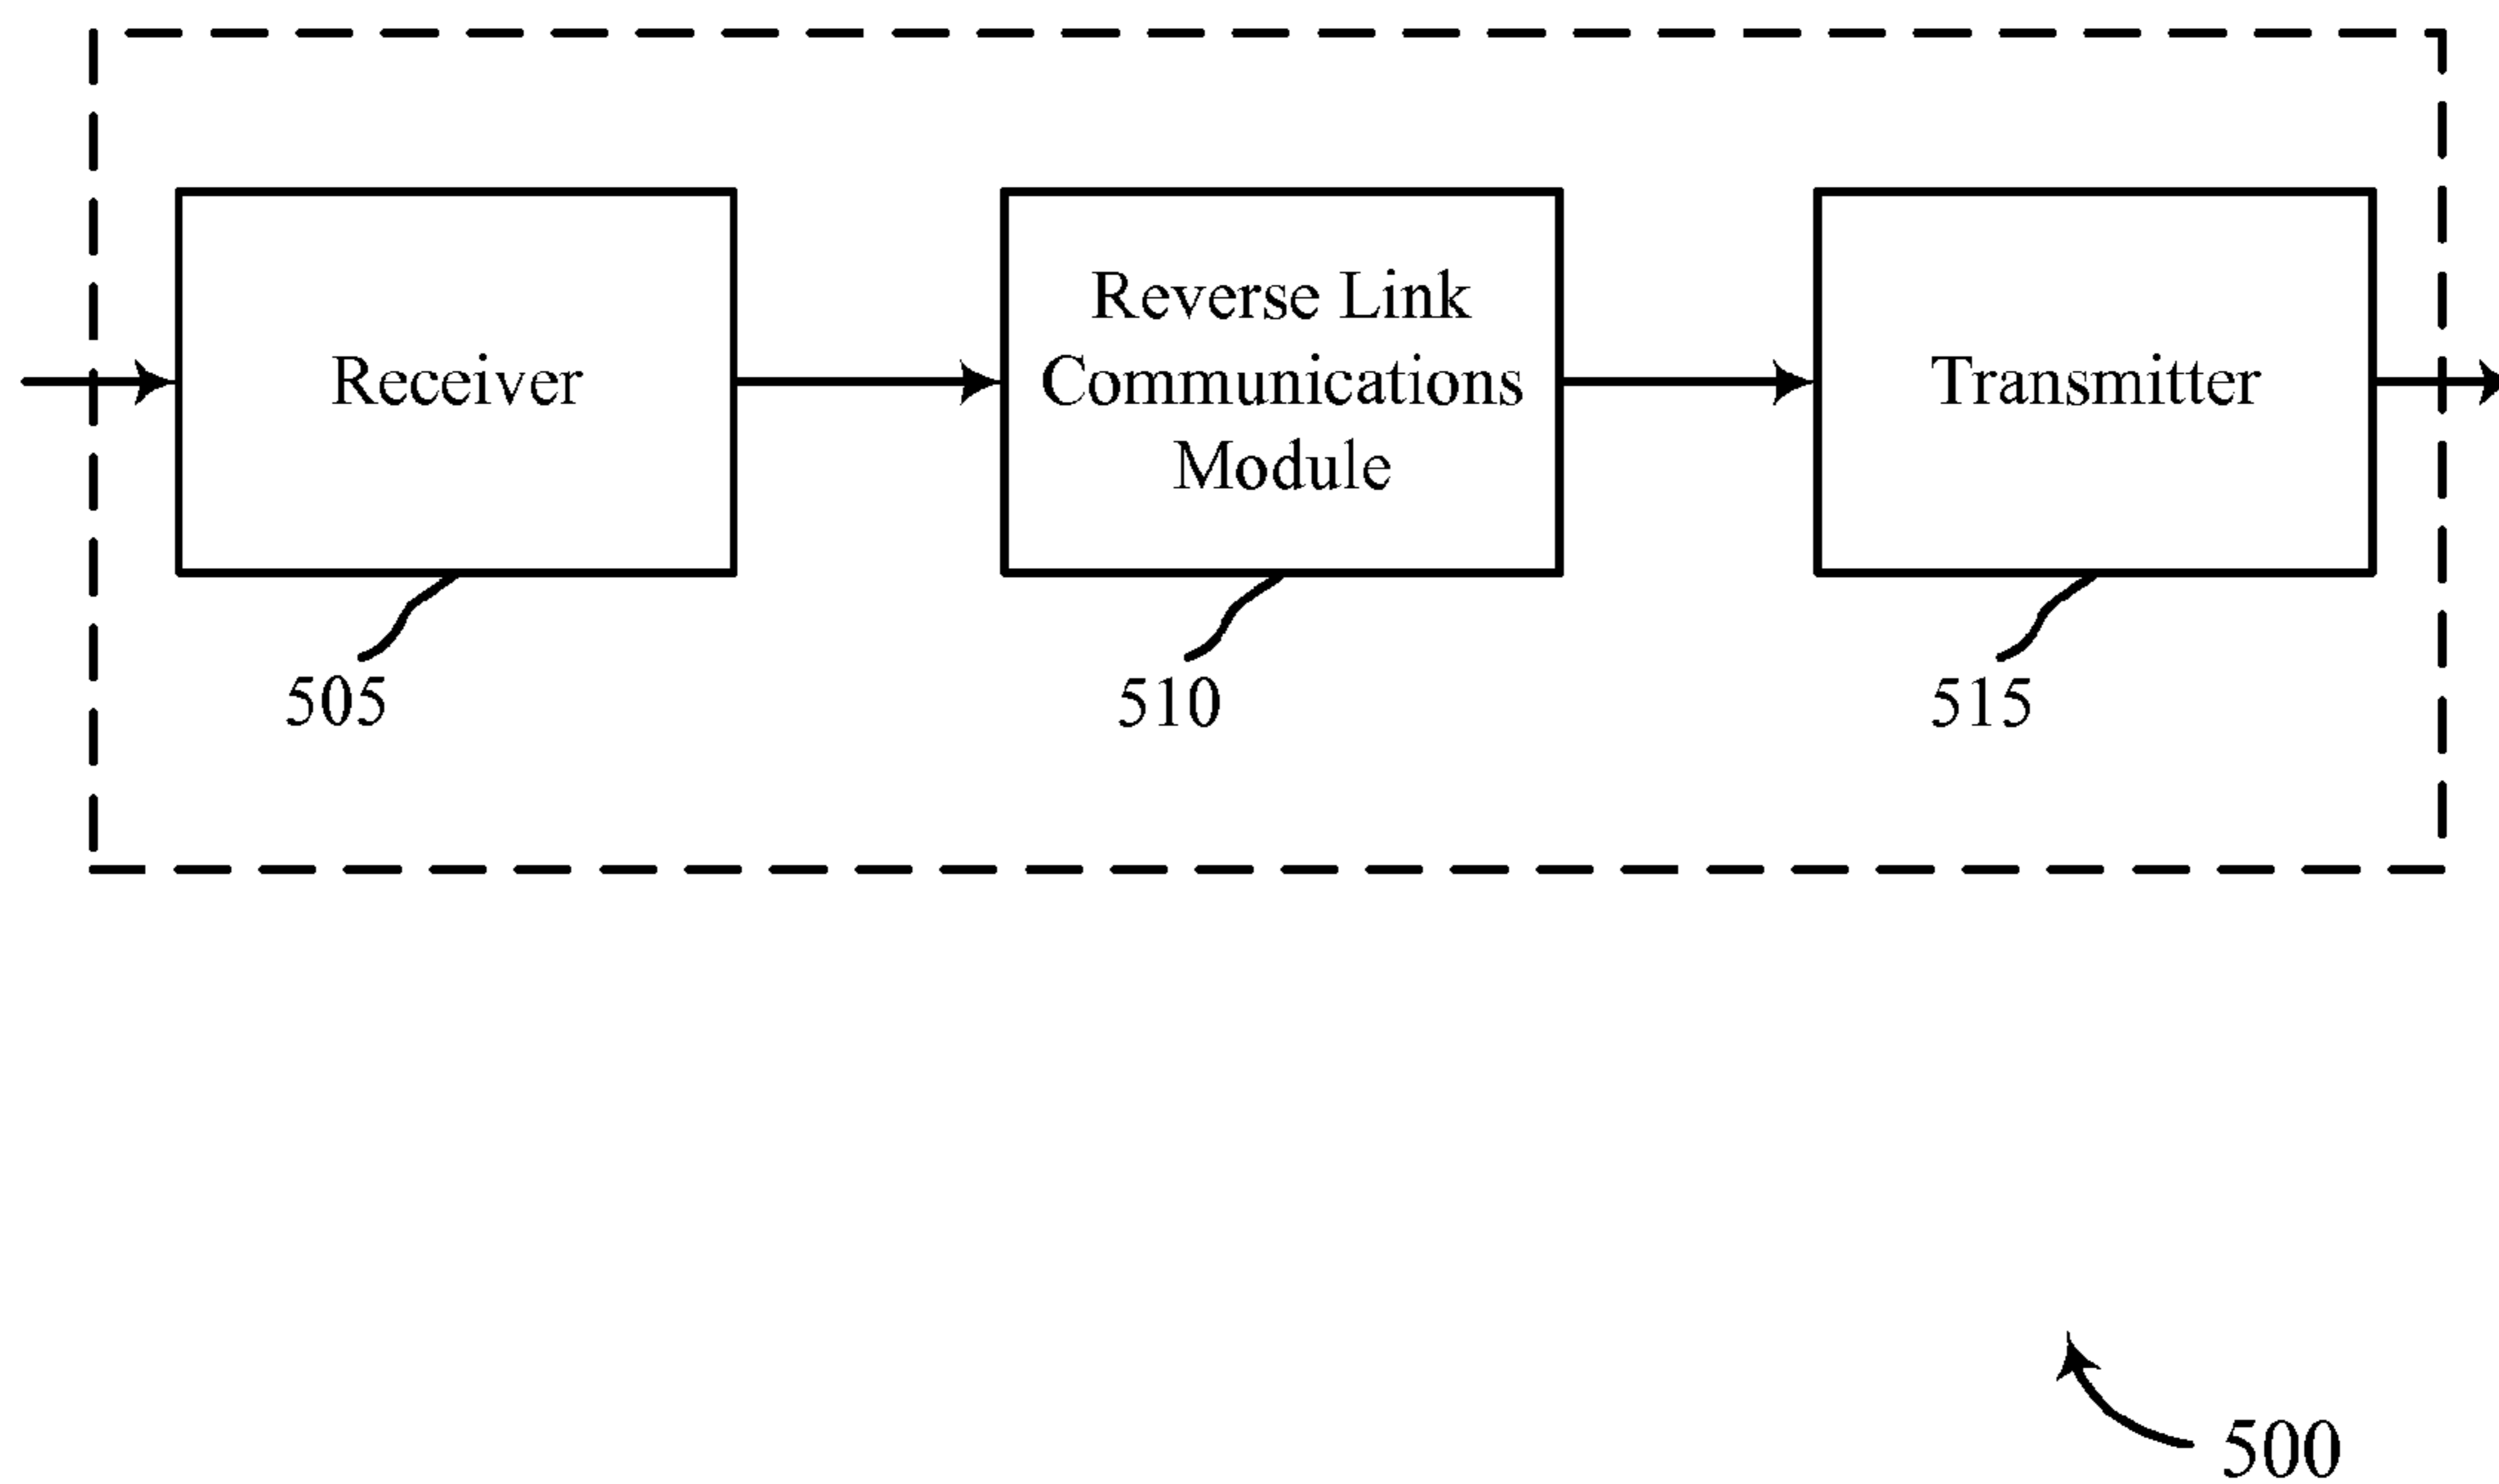 Receiver
Reverse Link
Communications
Module
Transmitter
505
510
515
500